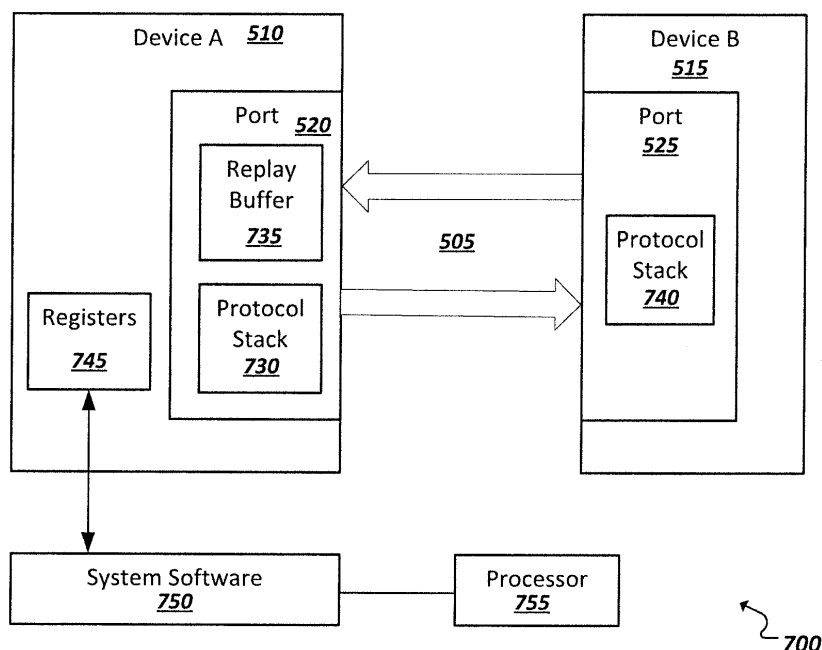 Device A 510
Port 520
Replay
Buffer
735
Protocol
Stack
730
Registers
745
505
Device B
515
Port
525
Protocol
Stack
740
System Software
750
Processor
755
700